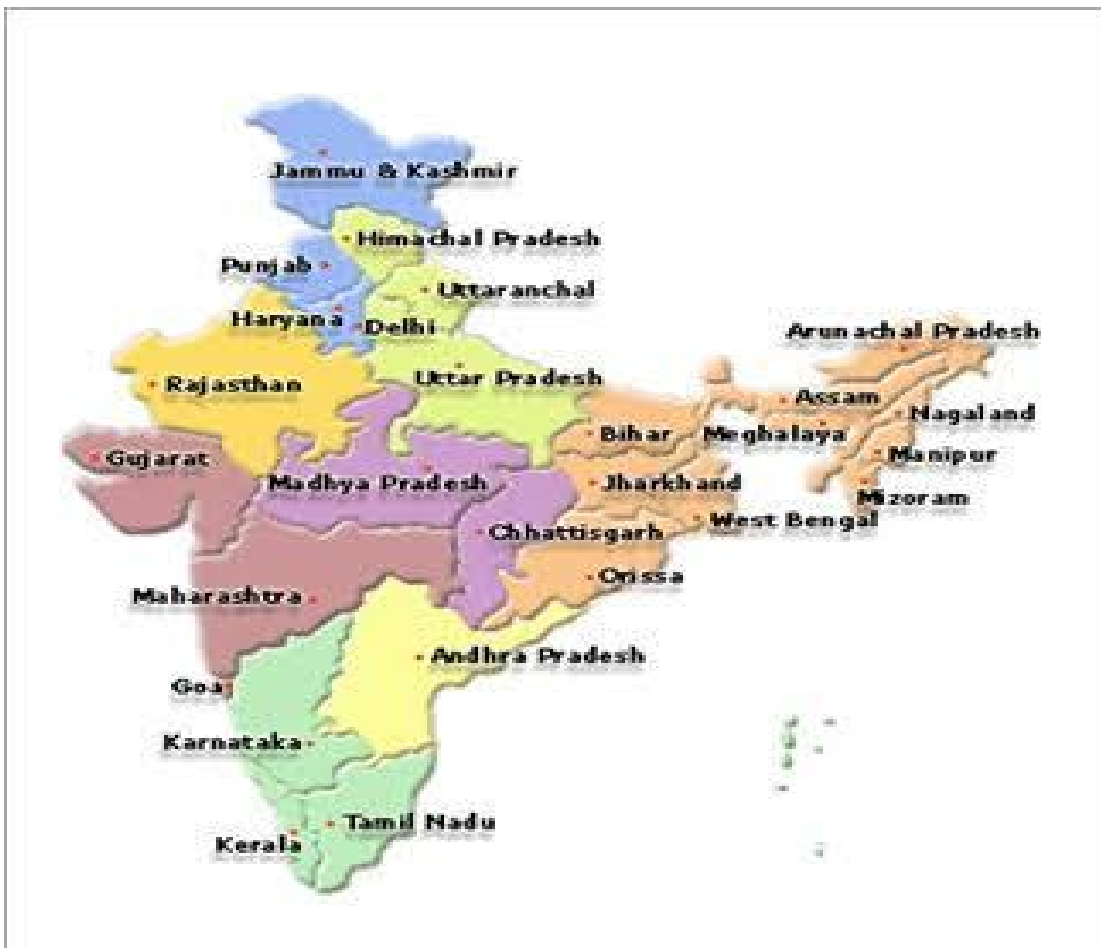 Jammu & Kashmir
Himachal Pradesh
Punjab
Uttaranchal
Haryana
Delhi
Arunachal Pradesh
Rajasthan
Uttar Pradesh
Assam
Nagaland
Bihar
Meghalaya
Manipur
Gujarat
Madhya Pradesh
Jharkhand
Mizoram
West Bengal
Chhattisgarh
Orissa
Maharashtra
Andhra Pradesh
Goa
Karnataka
Tamil Nadu
Kerala